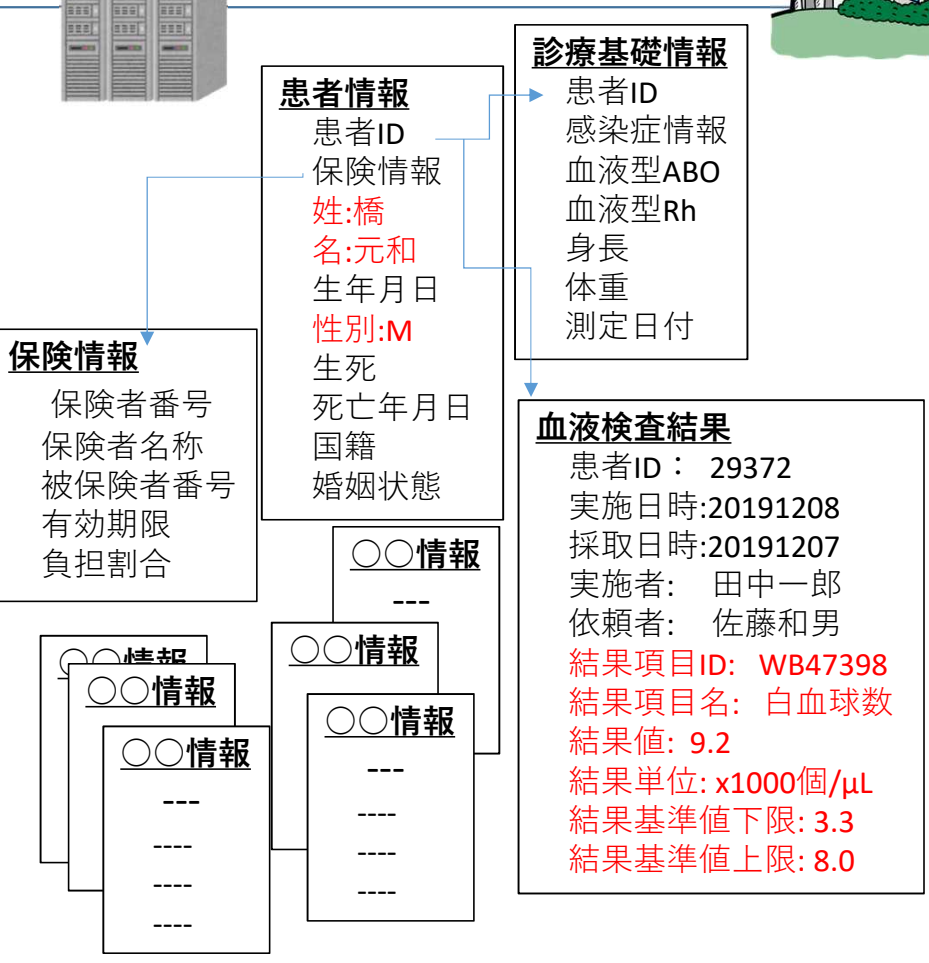 診療基礎情報
患者ID
感染症情報
血液型ABO
血液型Rh
身長
体重
測定日付
患者情報
患者ID
保険情報
姓:橋
名:元和
生年月日
性別:M
生死
死亡年月日
国籍
婚姻状態
保険情報
保険者番号
保険者名称
被保険者番号
有効期限
負担割合
血液検査結果
患者ID： 29372
実施日時:20191208
採取日時:20191207
実施者: 田中一郎
依頼者: 佐藤和男
結果項目ID: WB47398
結果項目名: 白血球数
結果値: 9.2
結果単位: x1000個/μL
結果基準値下限: 3.3
結果基準値上限: 8.0
○○情報
---
○○情報
○○情報
---
----
----
----
○○情報
○○情報
○○情報
---
----
----
----